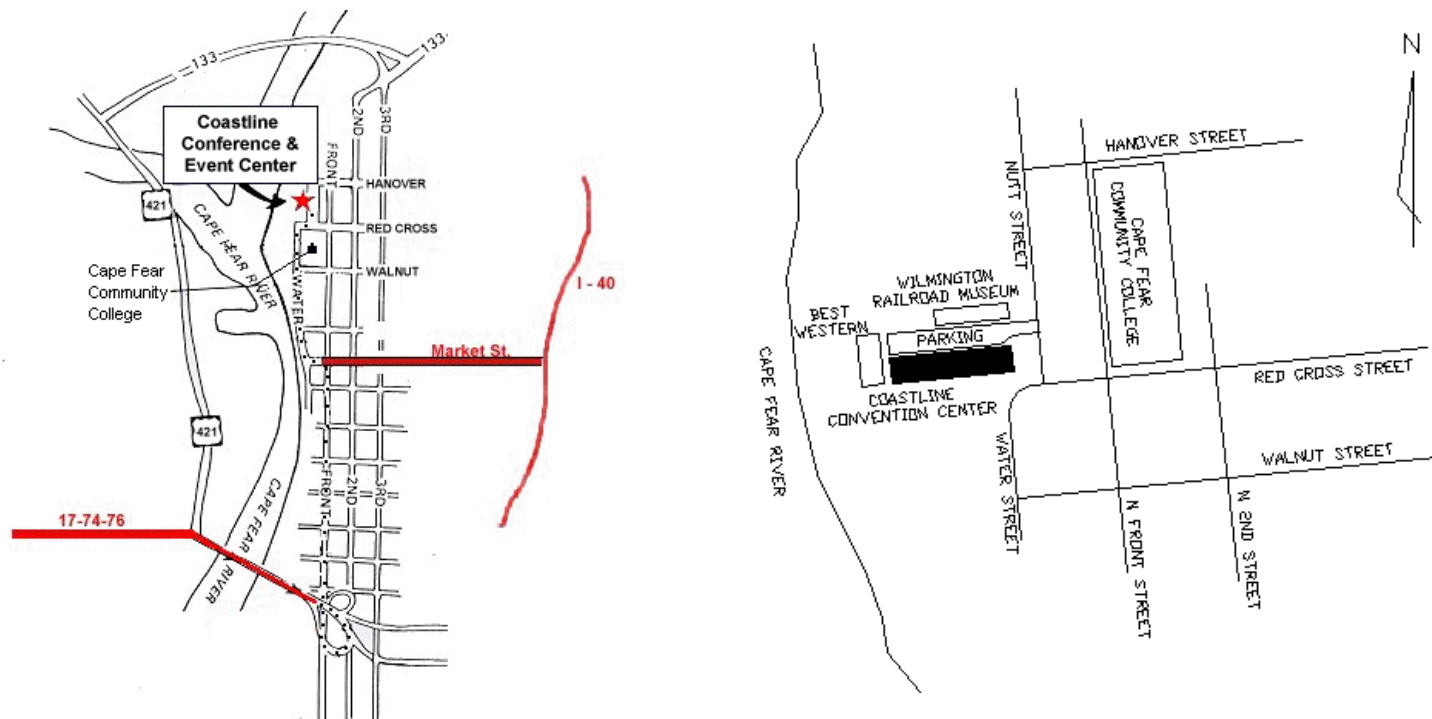 133
133
Coastline
Conference &
Event Center
2ND
3RD
FRONT
HANOVER
421
CAPE FEAR RIVER
RED CROSS
WALNUT
Cape Fear
Community
College
WATER
I - 40
Market St.
421
FRONT
2ND
3RD
CAPE FEAR
RIVER
17-74-76
N
HANOVER STREET
NUTT STREET
CAPE FEAR
COMMUNITY COLLEGE
WILMINGTON
RAILROAD MUSEUM
BEST
WESTERN
PARKING
CAPE FEAR RIVER
COASTLINE
CONVENTION CENTER
RED CROSS STREET
WATER STREET
WALNUT STREET
N FRONT STREET
N 2ND STREET